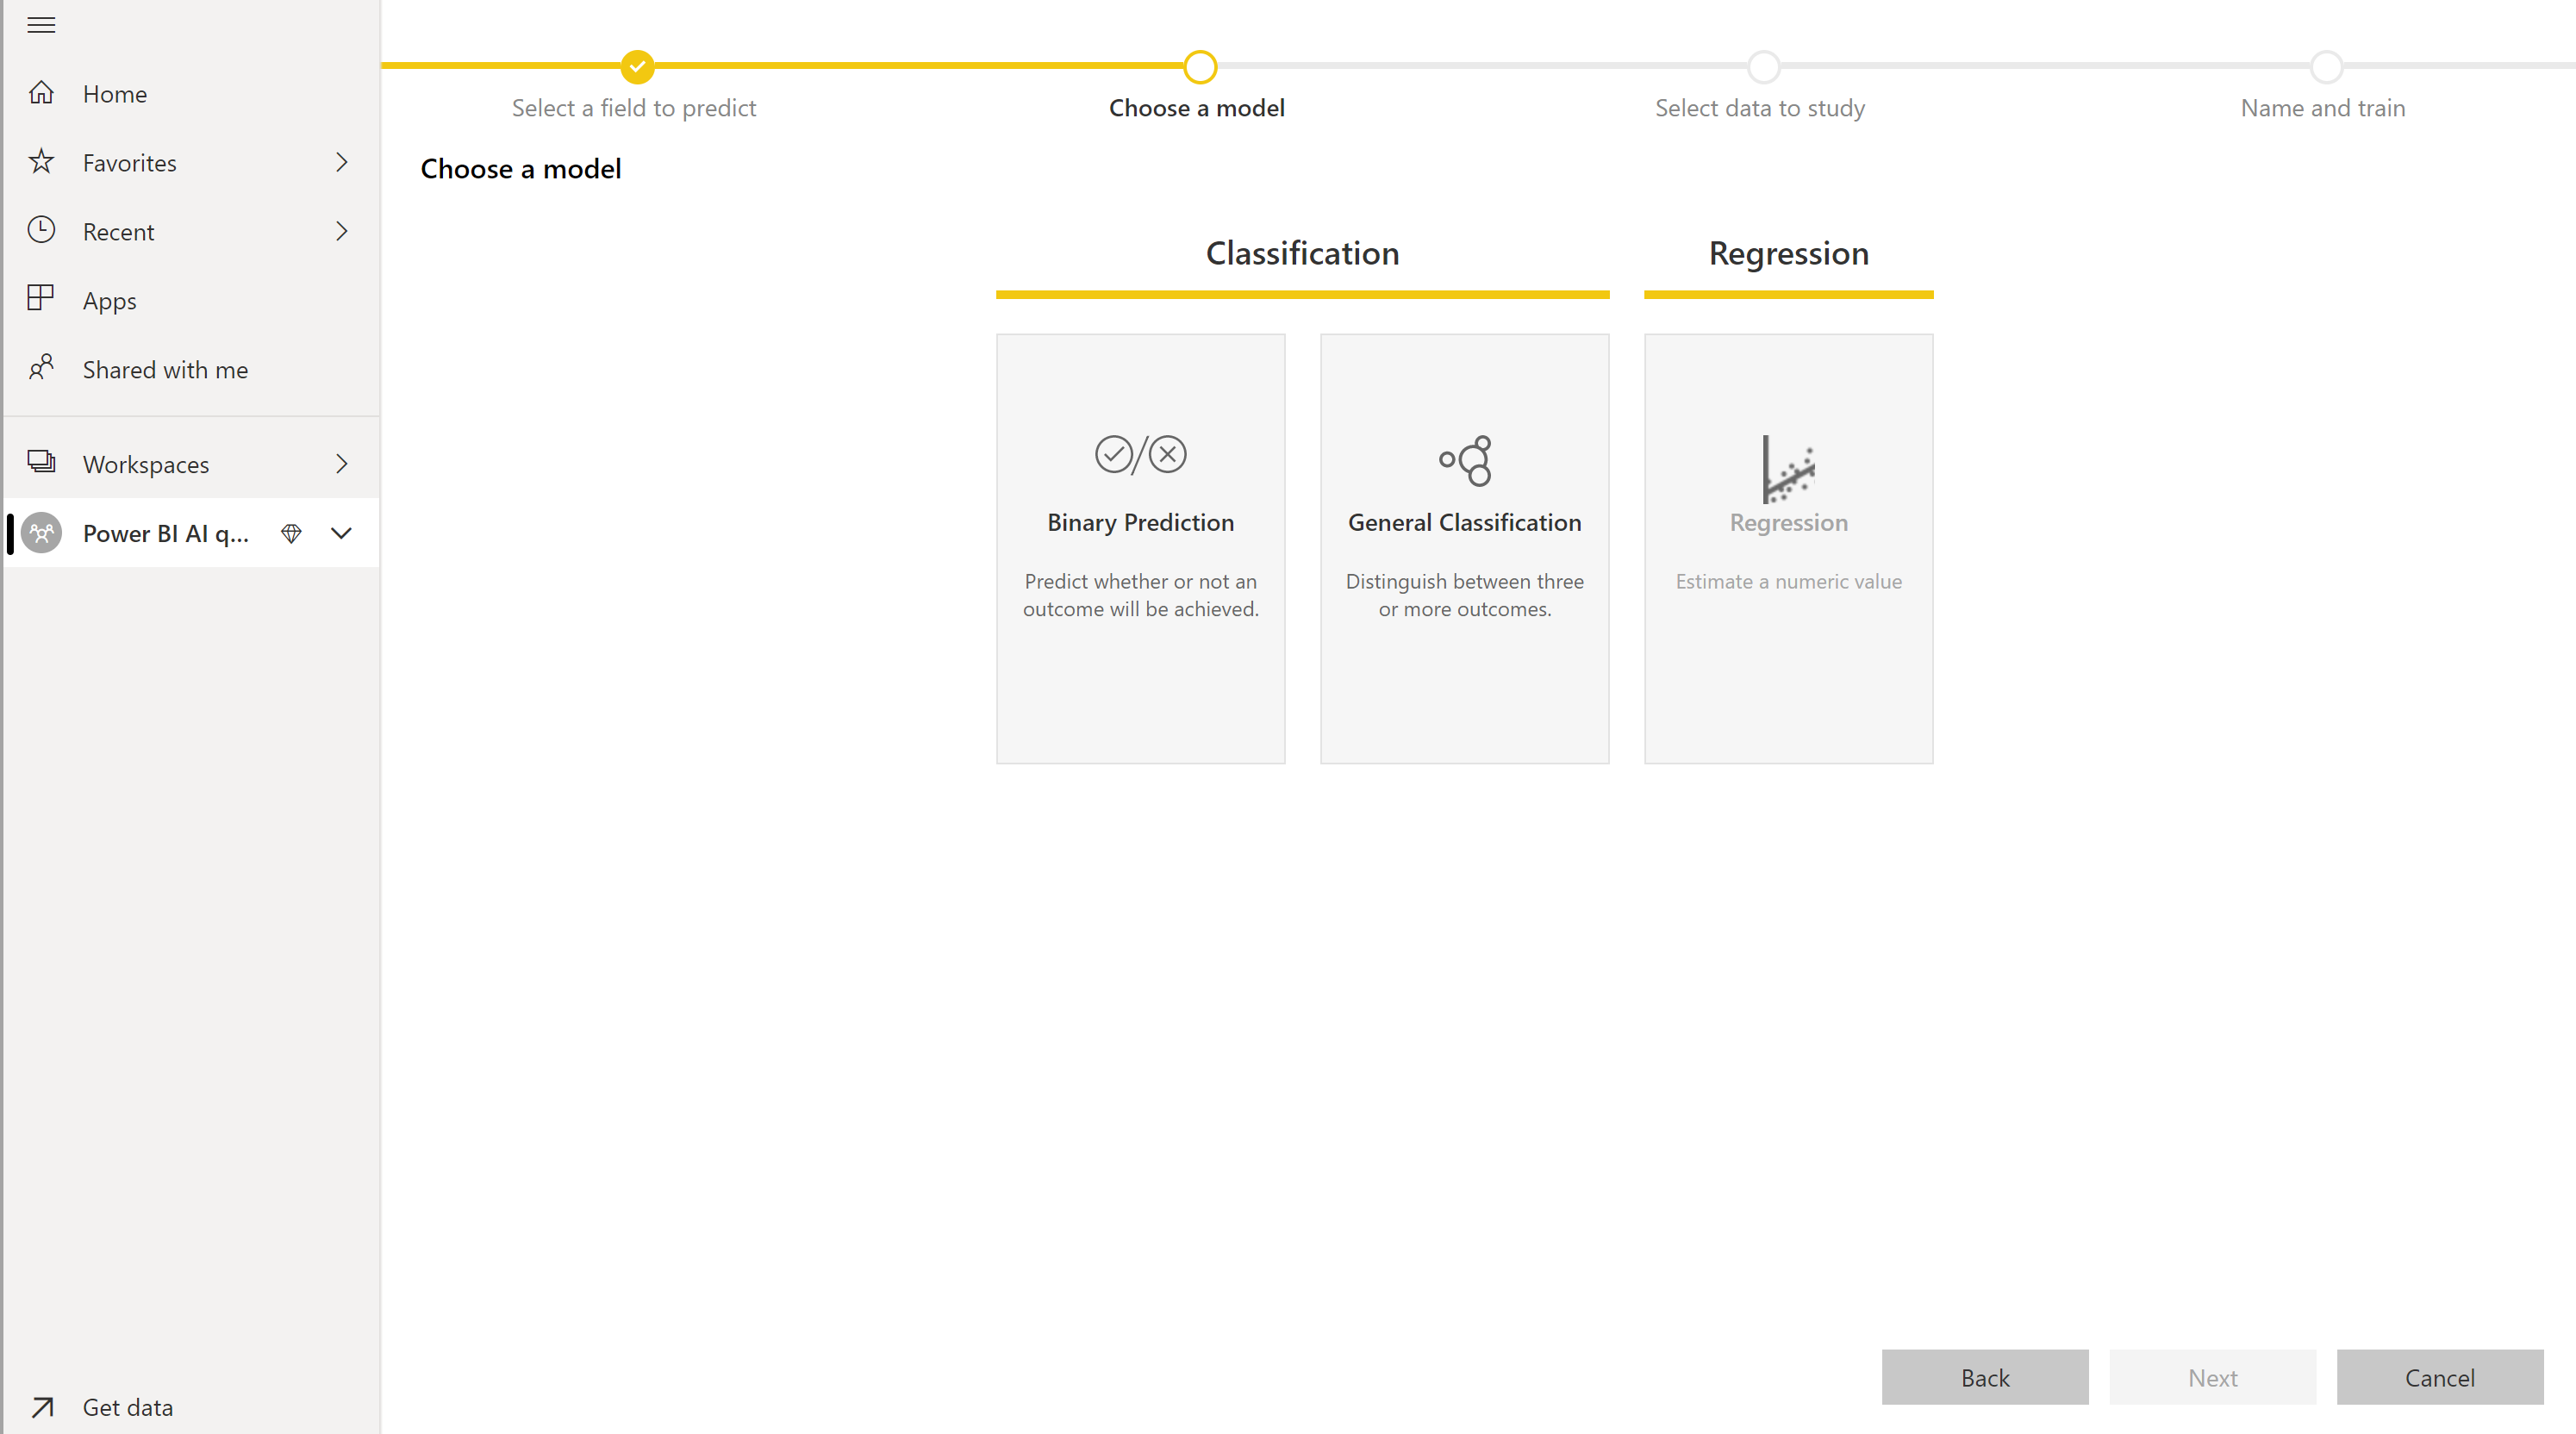 Home
Favorites
Recent
Apps
Shared with me
Workspaces
Power BI AI q...
Get data
Select a field to predict
Choose a model
Select data to study
Name and train
Choose a model
Classification
Regression
Binary Prediction
Predict whether or not an
outcome will be achieved.
General Classification
Distinguish between three
or more outcomes.
Regression
Estimate a numeric value
Back
Next
Cancel